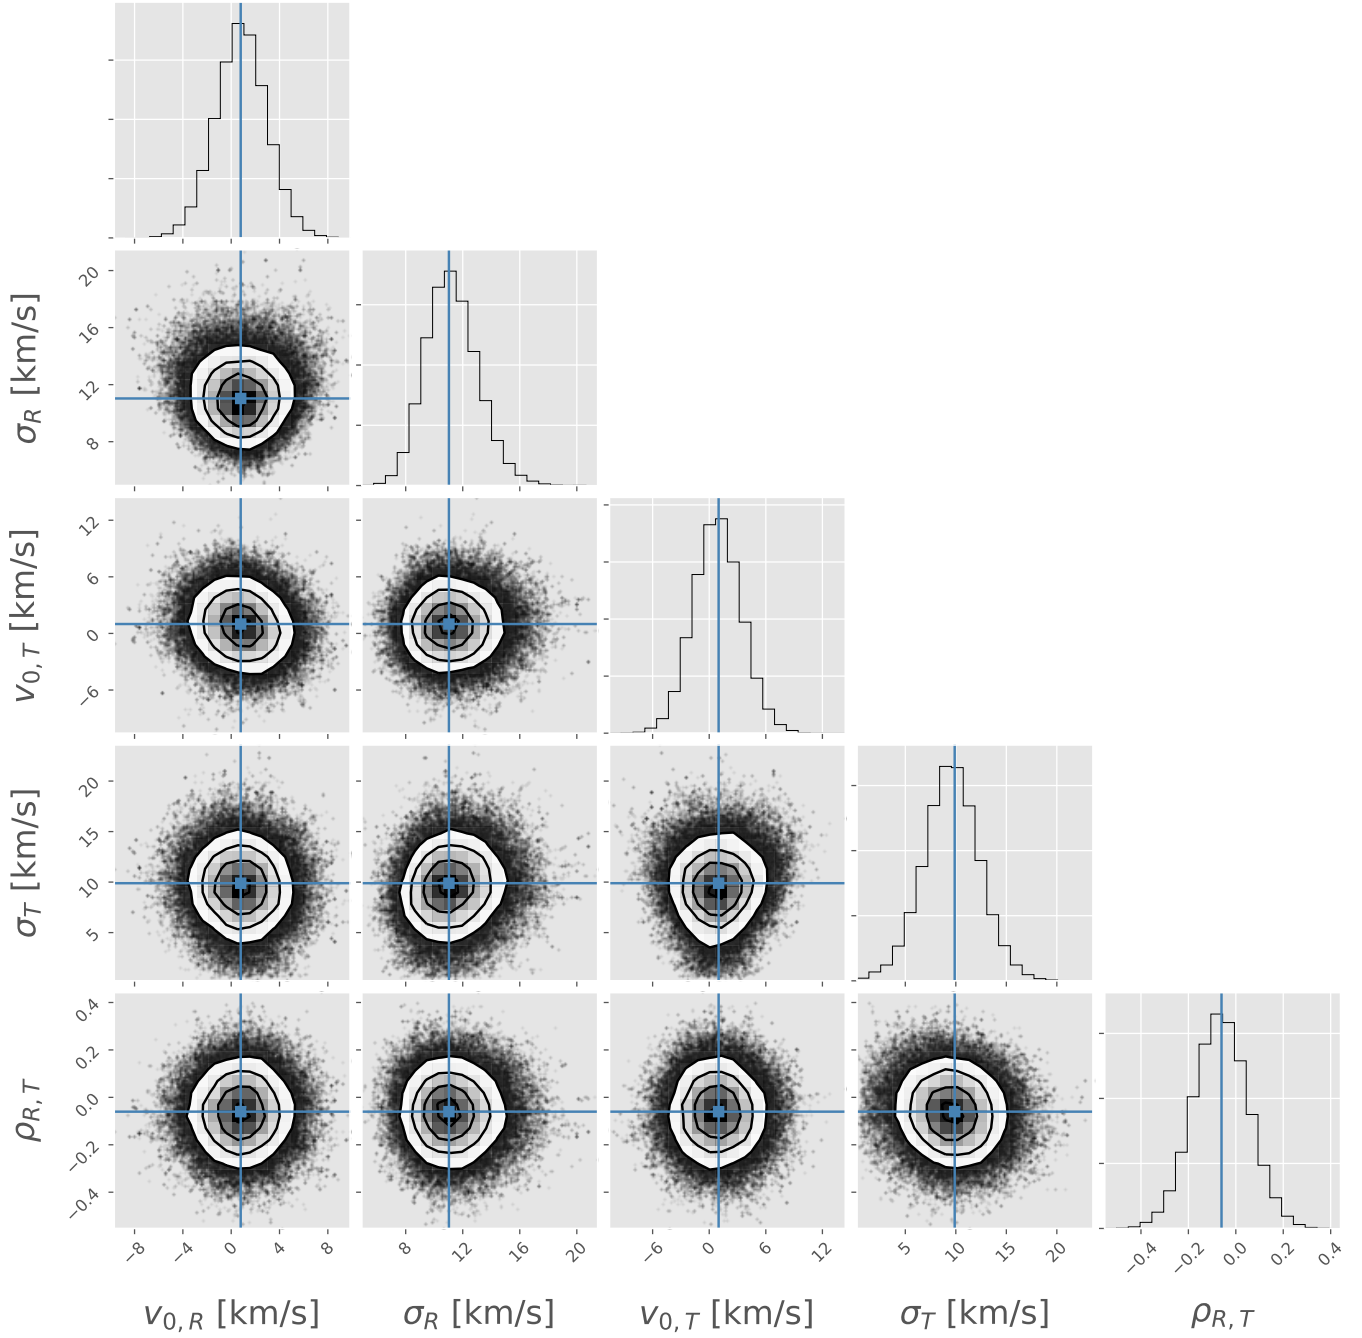 20
16
12
8
σ_R [km/s]
12
6
0
−6
v_{0,T} [km/s]
20
15
10
5
σ_T [km/s]
0.4
0.2
0.0
−0.2
−0.4
ρ_{R,T}
−8 −4 0 4 8
8 12 16 20
−6 0 6 12
5 10 15 20
−0.4 −0.2 0.0 0.2 0.4
v_{0,R} [km/s] σ_R [km/s] v_{0,T} [km/s] σ_T [km/s] ρ_{R,T}